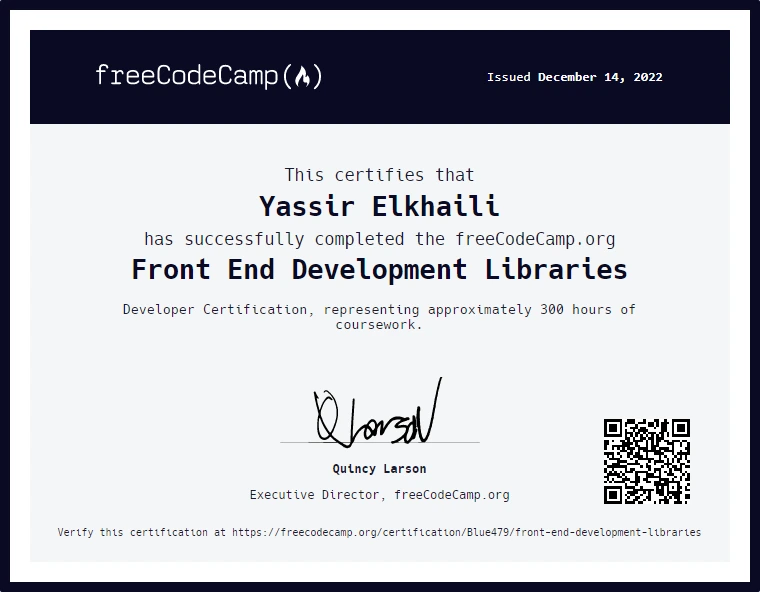 freeCodeCamp
Issued December 14, 2022
This certifies that
Yassir Elkhaili
has successfully completed the freeCodeCamp.org
Front End Development Libraries
Developer Certification, representing approximately 300 hours of
coursework.
Q Larson
Quincy Larson
Executive Director, freeCodeCamp.org
Verify this certification at https://freecodecamp.org/certification/Blue479/front-end-development-libraries